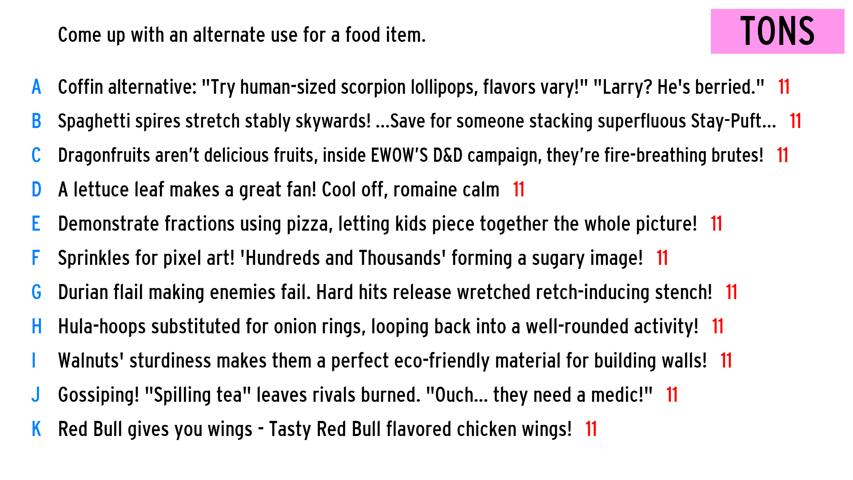 Come up with an alternate use for a food item.
TONS
A Coffin alternative: "Try human-sized scorpion lollipops, flavors vary!" "Larry? He's berried." 11
B Spaghetti spires stretch stably skywards! ...Save for someone stacking superfluous Stay-Puft... 11
C Dragonfruits aren’t delicious fruits, inside EWOW’S D&D campaign, they’re fire-breathing brutes! 11
D A lettuce leaf makes a great fan! Cool off, romaine calm 11
E Demonstrate fractions using pizza, letting kids piece together the whole picture! 11
F Sprinkles for pixel art! 'Hundreds and Thousands' forming a sugary image! 11
G Durian flail making enemies fail. Hard hits release wretched retch-inducing stench! 11
H Hula-hoops substituted for onion rings, looping back into a well-rounded activity! 11
I Walnuts' sturdiness makes them a perfect eco-friendly material for building walls! 11
J Gossiping! "Spilling tea" leaves rivals burned. "Ouch... they need a medic!" 11
K Red Bull gives you wings - Tasty Red Bull flavored chicken wings! 11